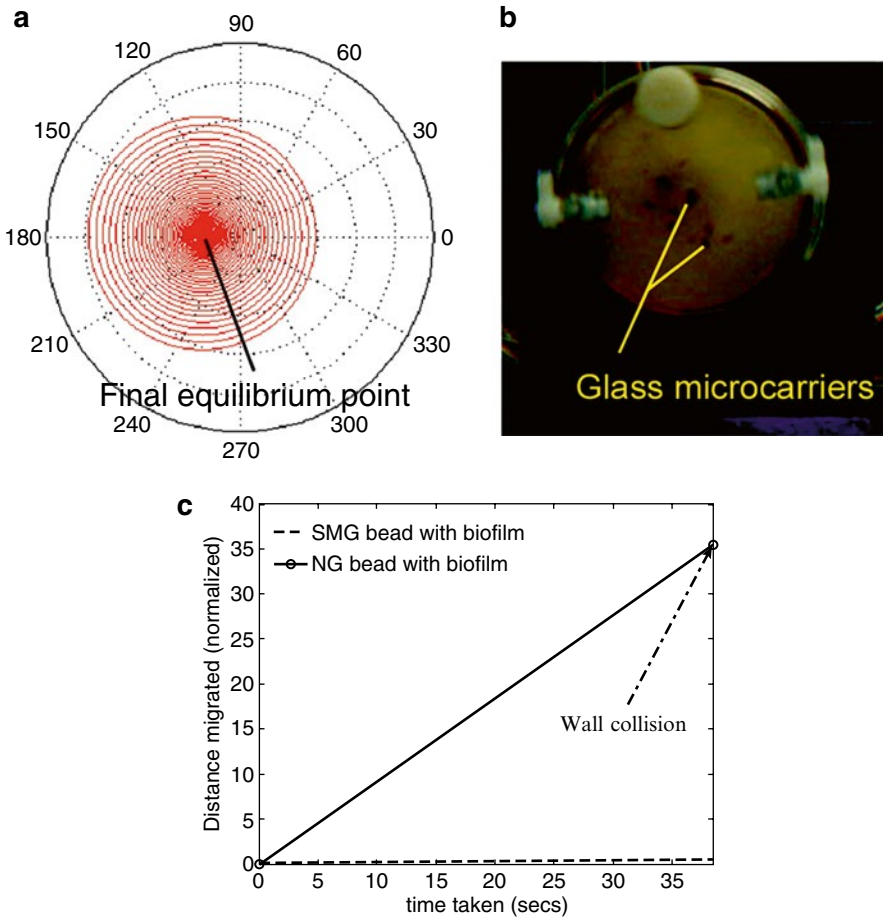 a
90
120
60
150
30
180
0
210
330
Final equilibrium point
240
300
270
b
Glass microcarriers
c
40
35
30
25
20
15
10
5
0
Distance migrated (normalized)
SMG bead with biofilm
NG bead with biofilm
Wall collision
0 5 10 15 20 25 30 35
time taken (secs)